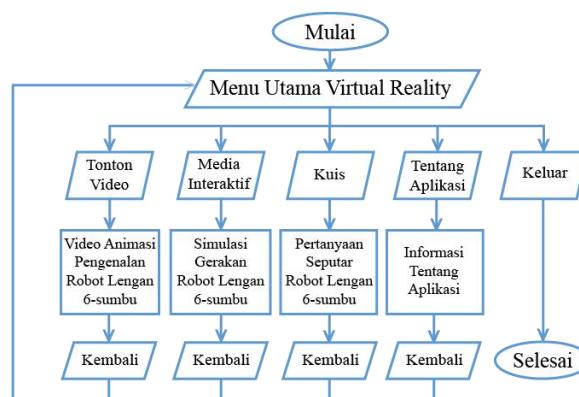 Mulai
Menu Utama Virtual Reality
Tonton
Video
Media
Interaktif
Kuis
Tentang
Aplikasi
Keluar
Video Animasi
Pengenalan
Robot Lengan
6-sumbu
Simulasi
Gerakan
Robot Lengan
6-sumbu
Pertanyaan
Seputar
Robot Lengan
6-sumbu
Informasi
Tentang
Aplikasi
Kembali
Kembali
Kembali
Kembali
Selesai